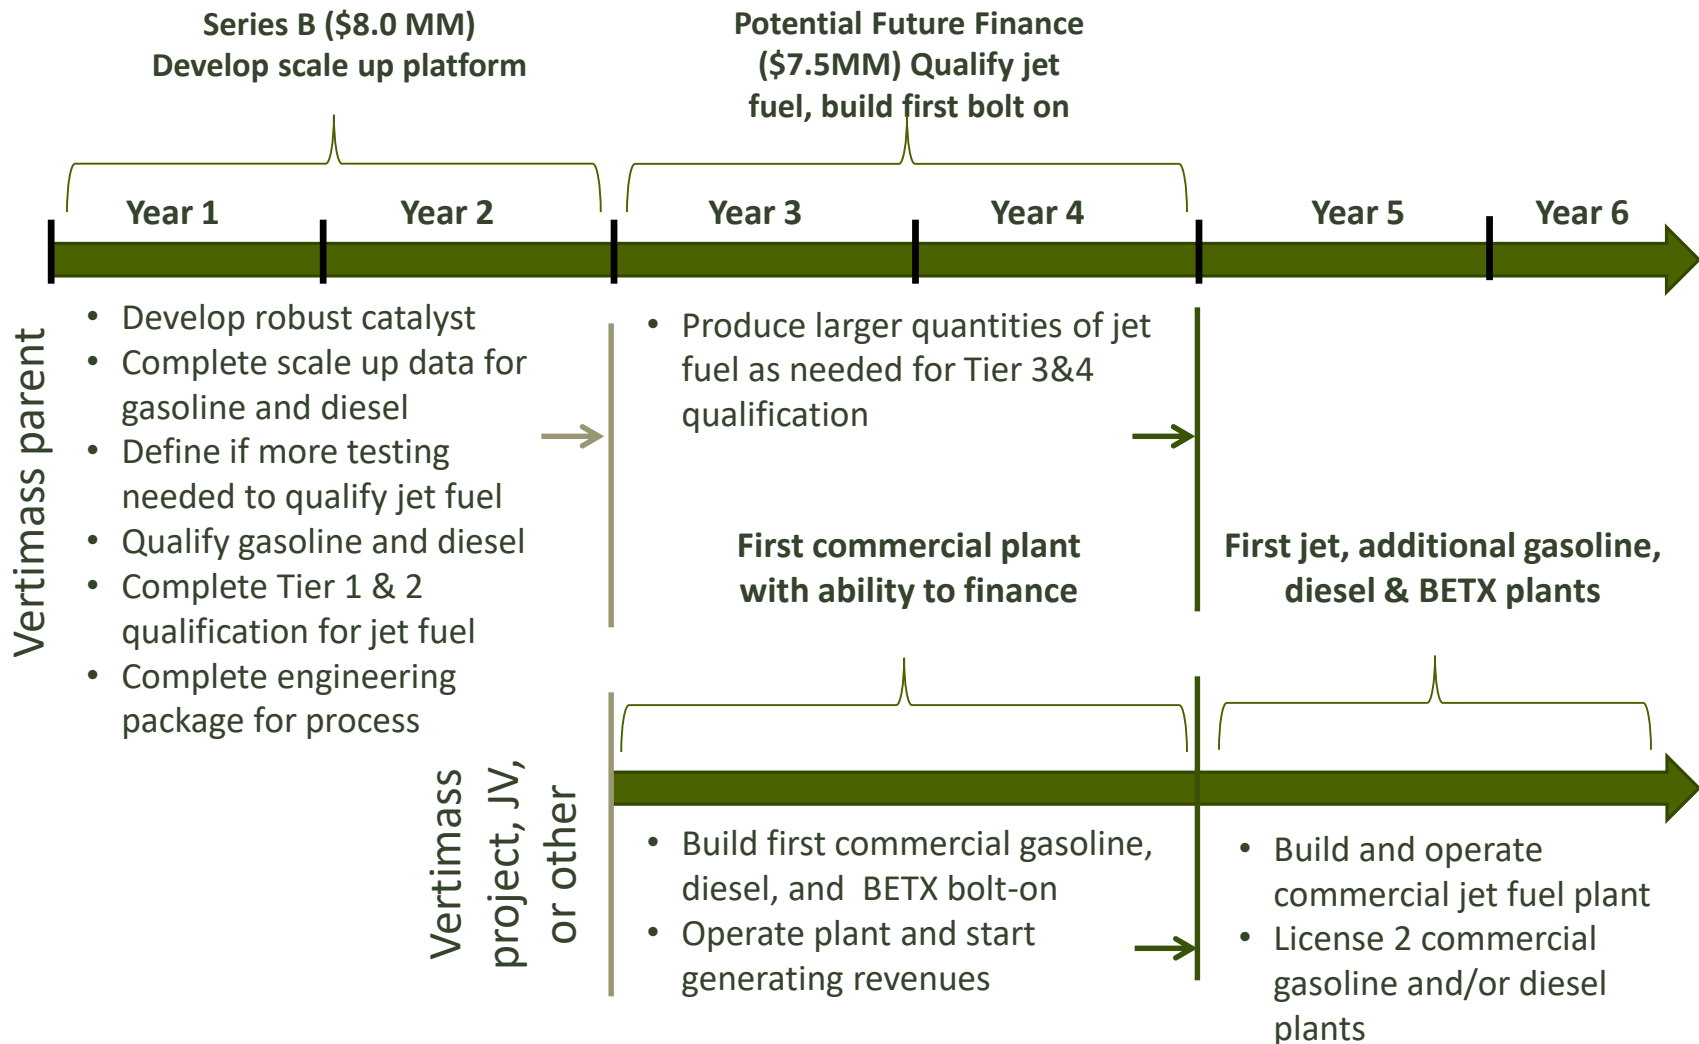 Series B ($8.0 MM)
Develop scale up platform
Potential Future Finance
($7.5MM) Qualify jet
fuel, build first bolt on
Year 1
Year 2
Year 3
Year 4
Year 5
Year 6
Vertimass parent
• Develop robust catalyst
• Complete scale up data for
gasoline and diesel
• Define if more testing
needed to qualify jet fuel
• Qualify gasoline and diesel
• Complete Tier 1 & 2
qualification for jet fuel
• Complete engineering
package for process
• Produce larger quantities of jet
fuel as needed for Tier 3&4
qualification
First commercial plant
with ability to finance
First jet, additional gasoline,
diesel & BETX plants
Vertimass
project, JV,
or other
• Build first commercial gasoline,
diesel, and BETX bolt-on
• Operate plant and start
generating revenues
• Build and operate
commercial jet fuel plant
• License 2 commercial
gasoline and/or diesel
plants